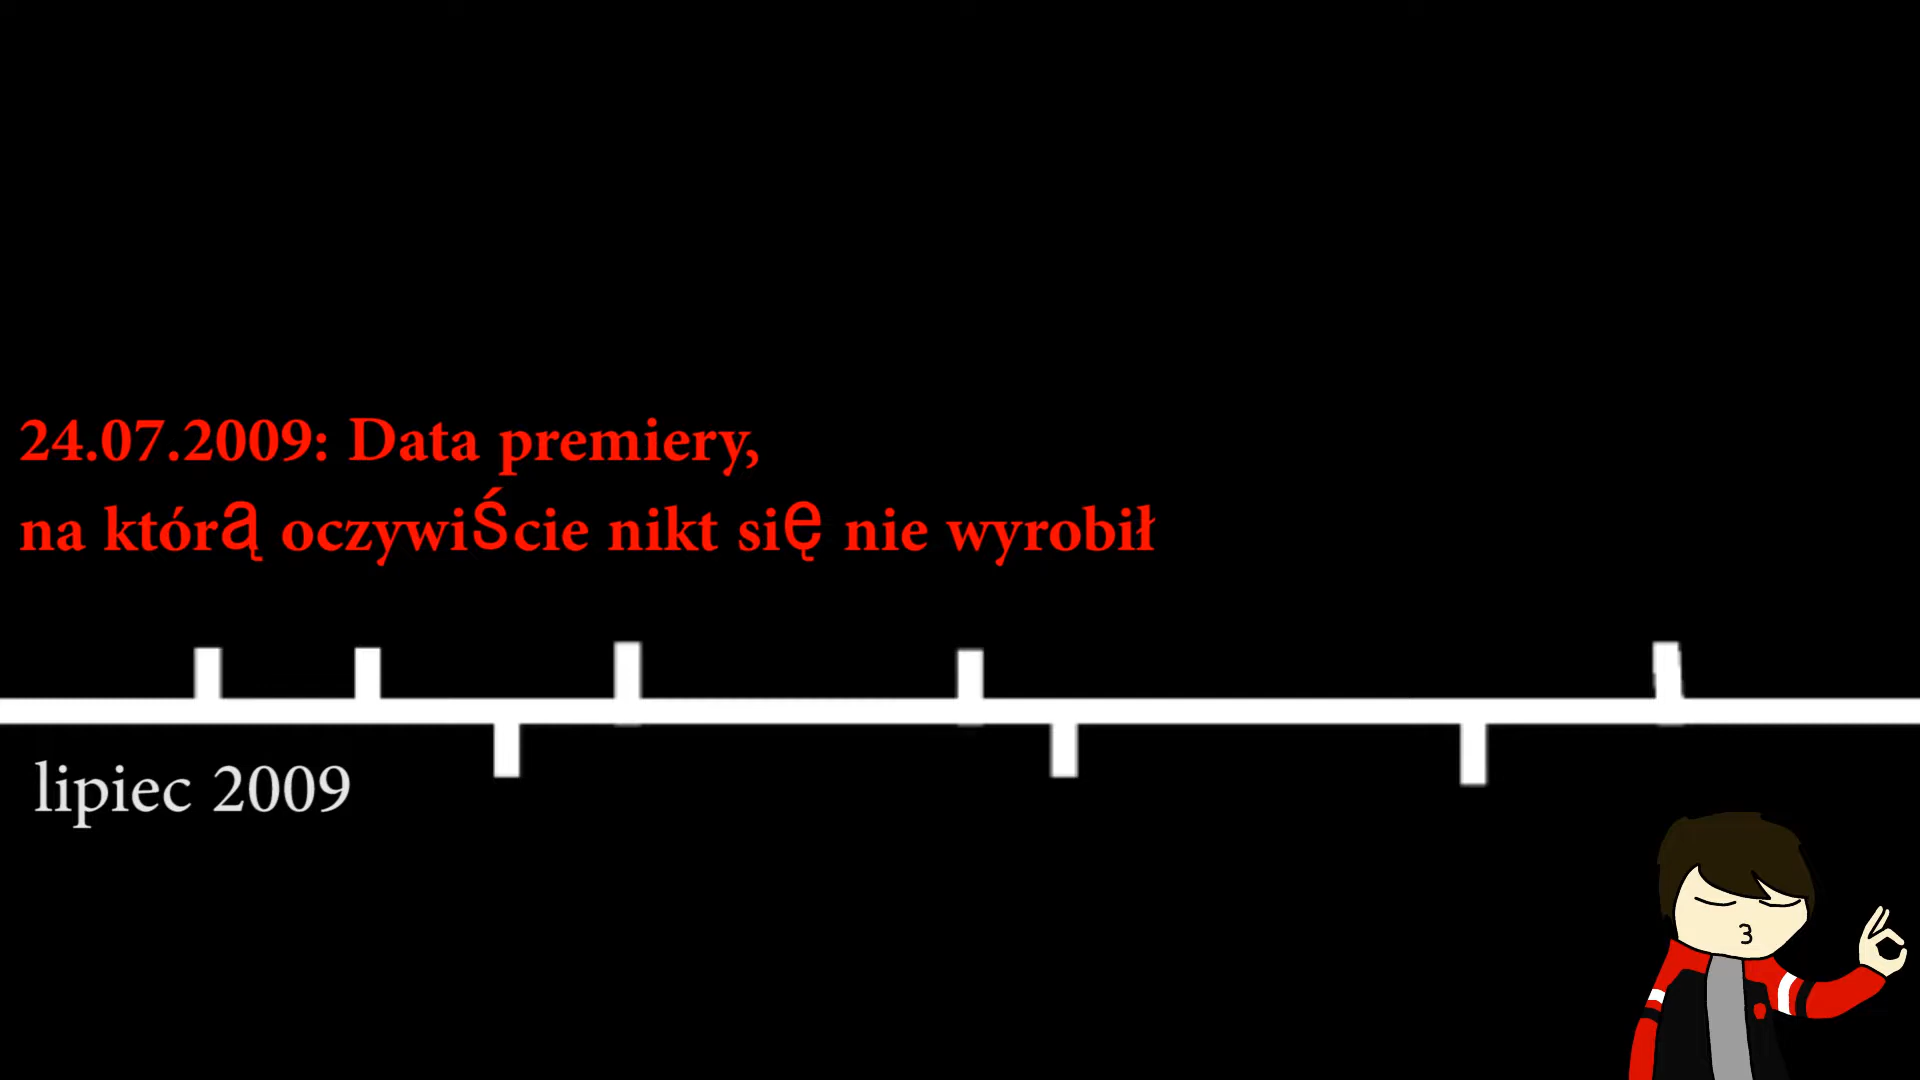 24.07.2009: Data premiery,
na którą oczywiście nikt się nie wyrobił
lipiec 2009